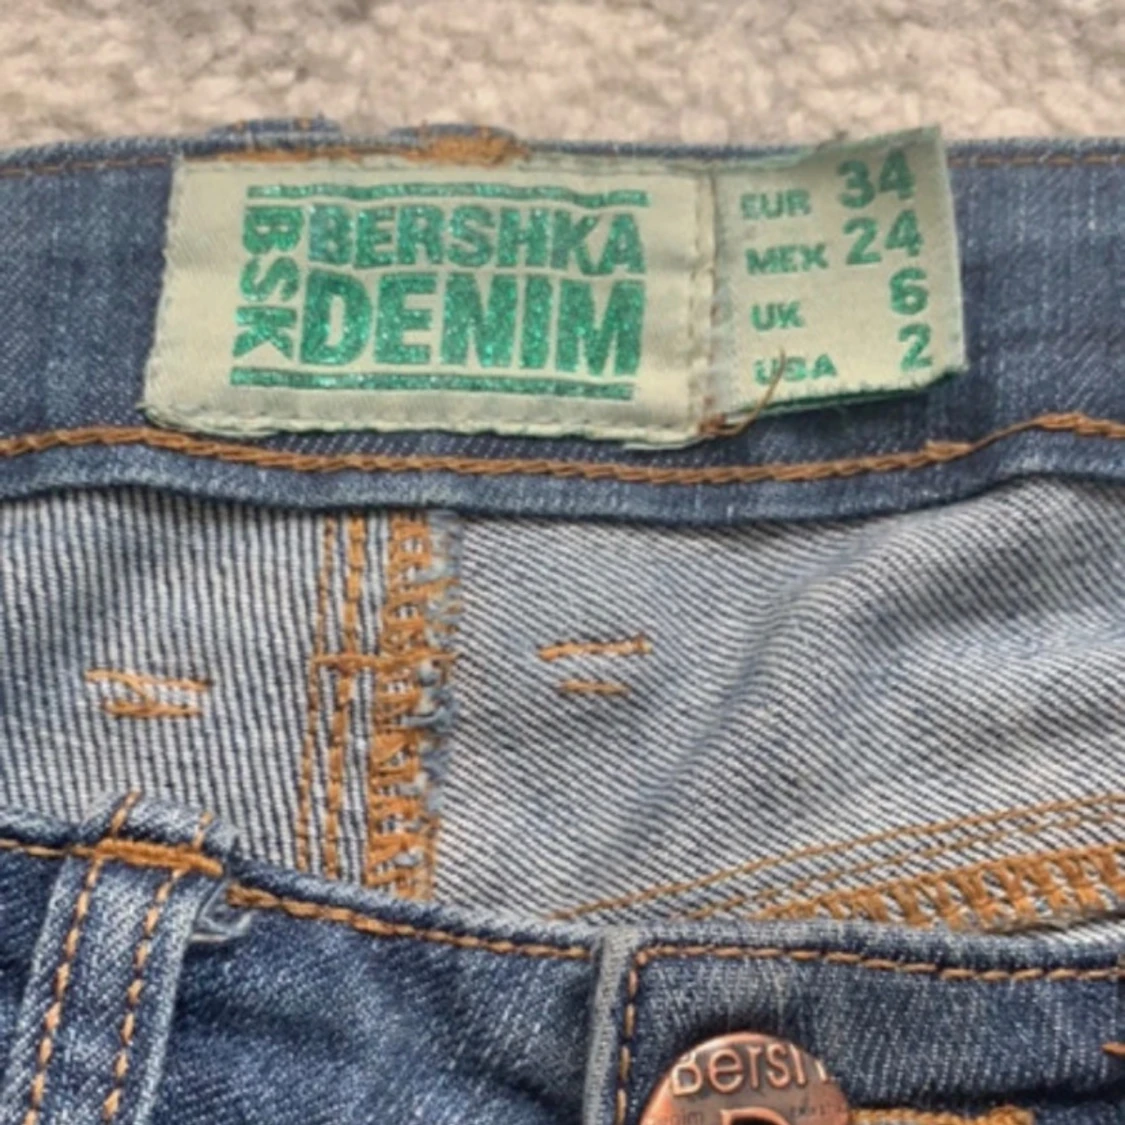 BSK
BERSHKA
DENIM
EUR 34
MEX 24
UK 6
USA 2
Bersh